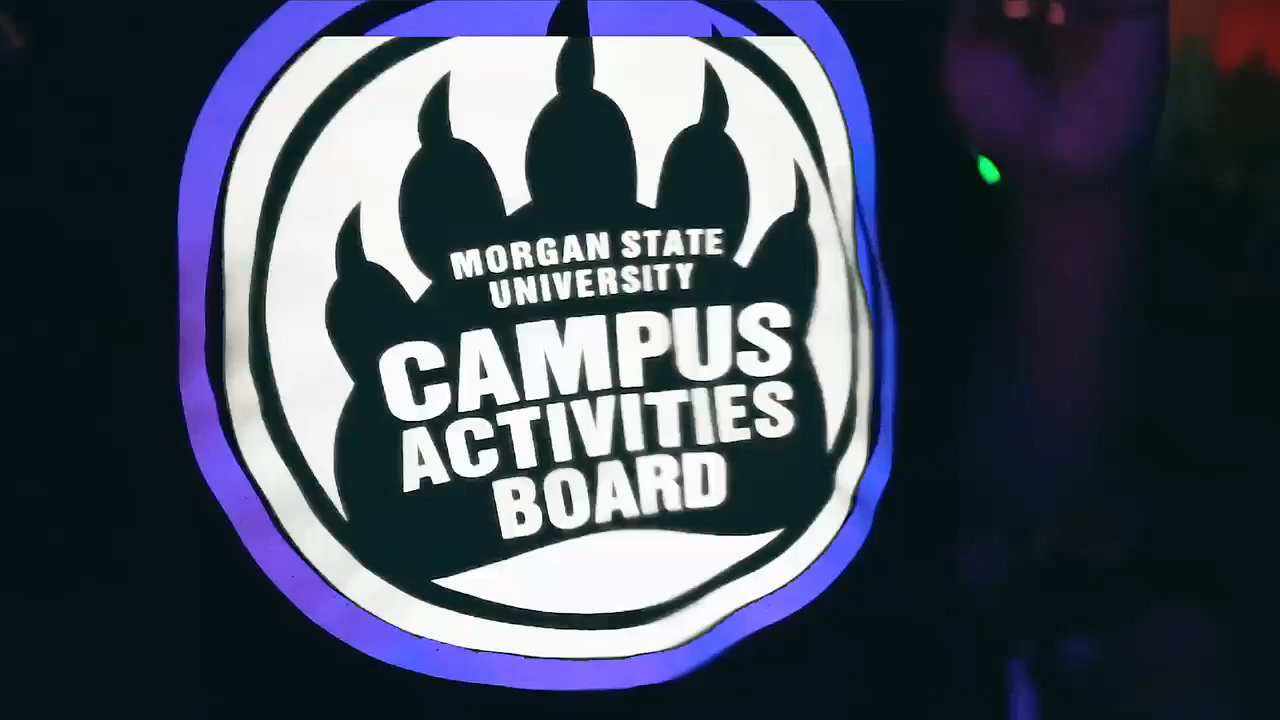 MORGAN STATE
UNIVERSITY
CAMPUS
ACTIVITIES
BOARD